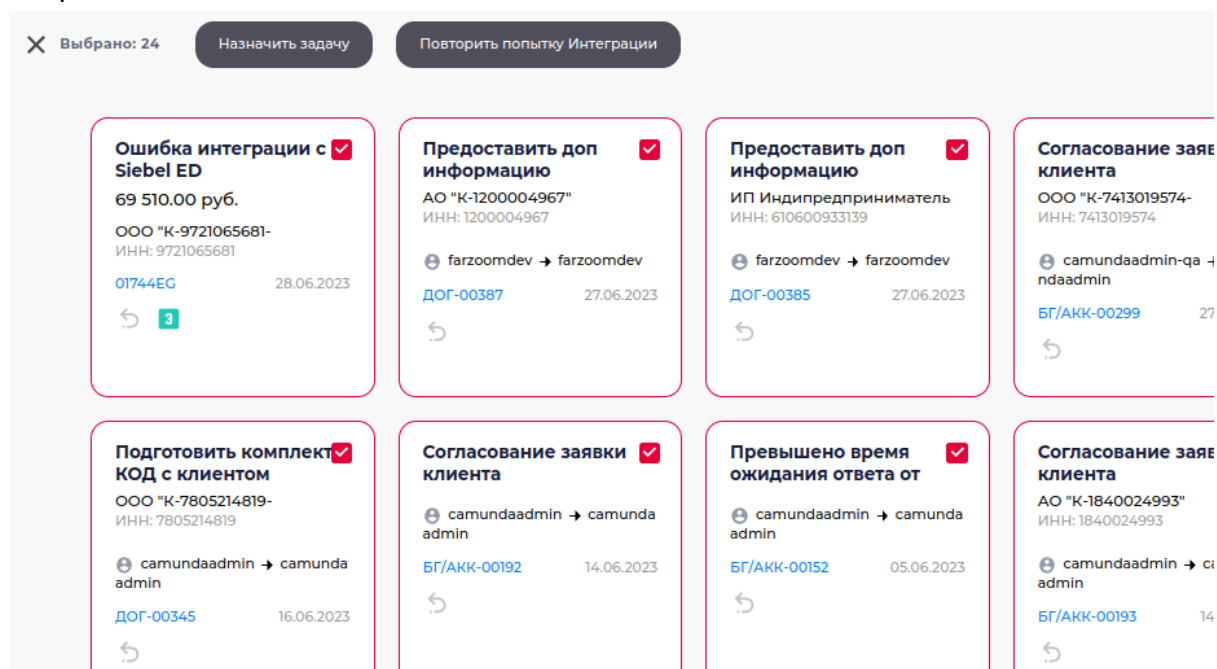 Выбрано: 24
Назначить задачу
Повторить попытку Интеграции
Ошибка интеграции с
Siebel ED
69 510.00 руб.
ООО "К-9721065681-
ИНН: 9721065681
01744EG
28.06.2023
3
Предоставить доп
информацию
АО "К-1200004967"
ИНН: 1200004967
farzoomdev → farzoomdev
ДОГ-00387
27.06.2023
Предоставить доп
информацию
ИП Индипредприниматель
ИНН: 610600933139
farzoomdev → farzoomdev
ДОГ-00385
27.06.2023
Согласование заяв
клиента
ООО "К-7413019574-
ИНН: 7413019574
camundaadmin-qa
ndaadmin
БГ/АКК-00299
27
Подготовить комплект
КОД с клиентом
ООО "К-7805214819-
ИНН: 7805214819
camundaadmin → camunda
admin
ДОГ-00345
16.06.2023
Согласование заявки
клиента
camundaadmin → camunda
admin
БГ/АКК-00192
14.06.2023
Превышено время
ожидания ответа от
camundaadmin → camunda
admin
БГ/АКК-00152
05.06.2023
Согласование заяв
клиента
АО "К-1840024993"
ИНН: 1840024993
camundaadmin → ca
admin
БГ/АКК-00193
14